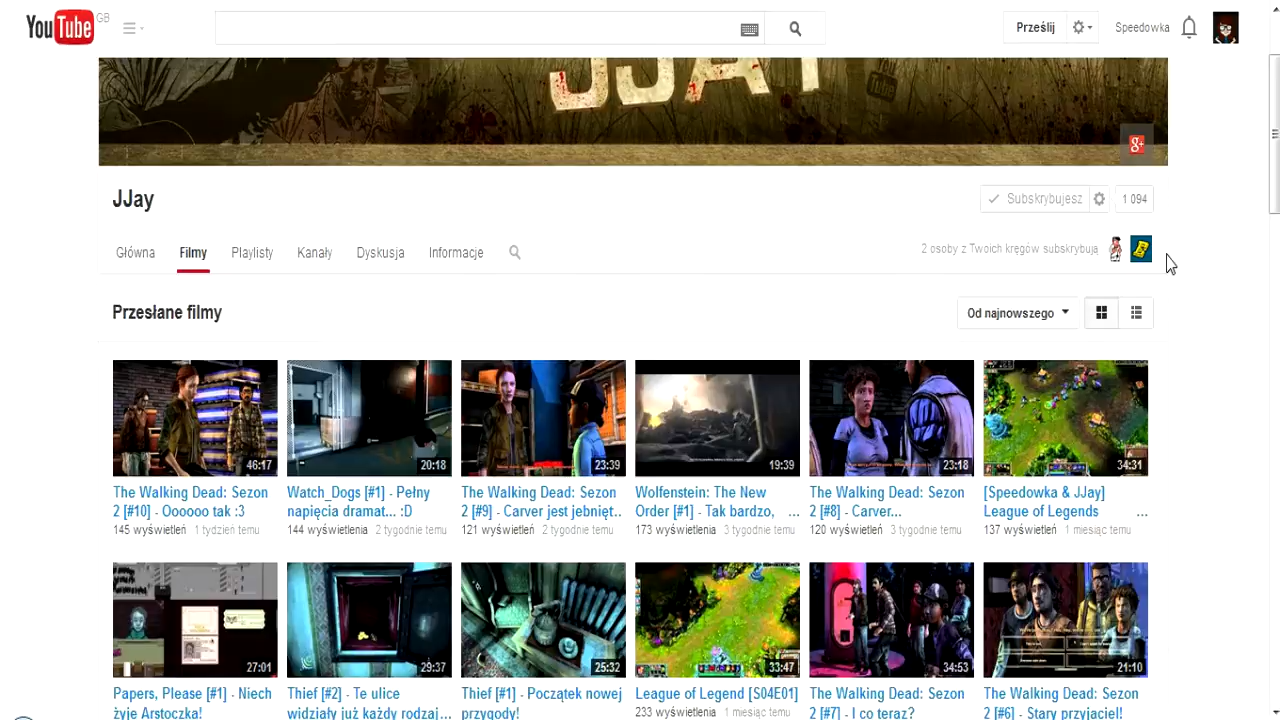 YouTube GB
Prześlij
Speedowka
JJAY
JJay
Subskrybujesz
1 094
Główna
Filmy
Playlisty
Kanały
Dyskusja
Informacje
2 osoby z Twoich kręgów subskrybują
Przesłane filmy
Od najnowszego
46:17
20:18
23:39
19:39
23:18
34:31
The Walking Dead: Sezon
2 [#10] - Oooooo tak :3
145 wyświetleń 1 tydzień temu
Watch_Dogs [#1] - Pełny
napięcia dramat... :D
144 wyświetlenia 2 tygodnie temu
The Walking Dead: Sezon
2 [#9] - Carver jest jebnięt..
121 wyświetleń 2 tygodnie temu
Wolfenstein: The New
Order [#1] - Tak bardzo, ...
173 wyświetlenia 3 tygodnie temu
The Walking Dead: Sezon
2 [#8] - Carver...
120 wyświetleń 3 tygodnie temu
[Speedowka & JJay]
League of Legends ...
137 wyświetleń 1 miesiąc temu
27:01
29:37
25:32
33:47
34:53
21:10
Papers, Please [#1] - Niech
żyje Arstoczka!
Thief [#2] - Te ulice
widziały już każdy rodzaj...
Thief [#1] - Początek nowej
przygody!
League of Legend [S04E01]
233 wyświetlenia 1 miesiąc temu
The Walking Dead: Sezon
2 [#7] - I co teraz?
The Walking Dead: Sezon
2 [#6] - Stary przyjaciel!